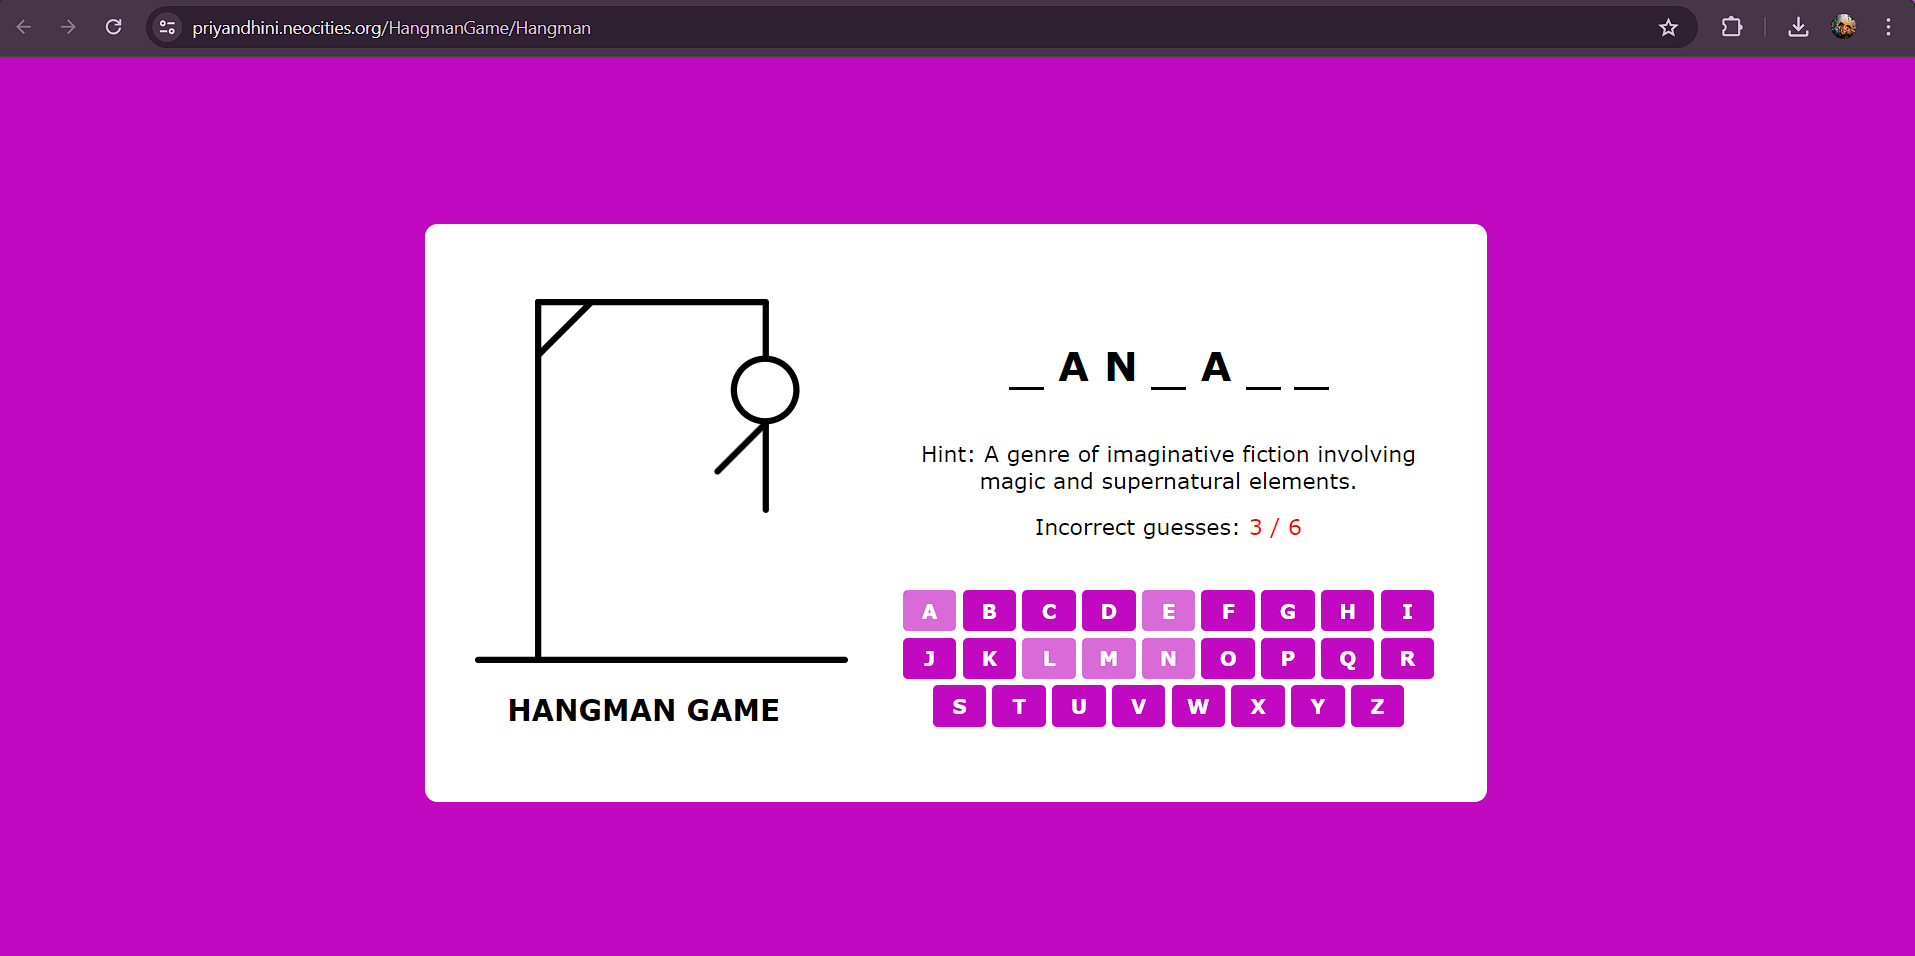 priyandhini.neocities.org/HangmanGame/Hangman
_ A N _ A _ _
Hint: A genre of imaginative fiction involving
magic and supernatural elements.
Incorrect guesses: 3 / 6
A B C D E F G H I
J K L M N O P Q R
S T U V W X Y Z
HANGMAN GAME